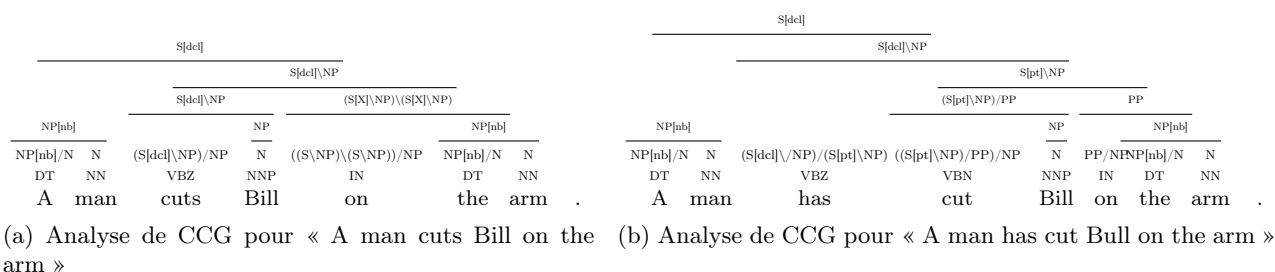 S[dcl]
S[dcl]\NP
S[dcl]\NP (S[X]\NP)\(S[X]\NP)
NP[nb] NP NP[nb]
NP[nb]/N N (S[dcl]\NP)/NP N ((S\NP)\(S\NP))/NP NP[nb]/N N
DT NN VBZ NNP IN DT NN
A man cuts Bill on the arm .
(a) Analyse de CCG pour « A man cuts Bill on the
arm »
S[dcl]
S[dcl]\NP
S[pt]\NP
(S[pt]\NP)/PP PP
NP[nb] NP NP[nb]
NP[nb]/N N (S[dcl]\/NP)/(S[pt]\NP) ((S[pt]\NP)/PP)/NP N PP/NP NP[nb]/N N
DT NN VBZ VBN NNP IN DT NN
A man has cut Bill on the arm .
(b) Analyse de CCG pour « A man has cut Bull on the arm »